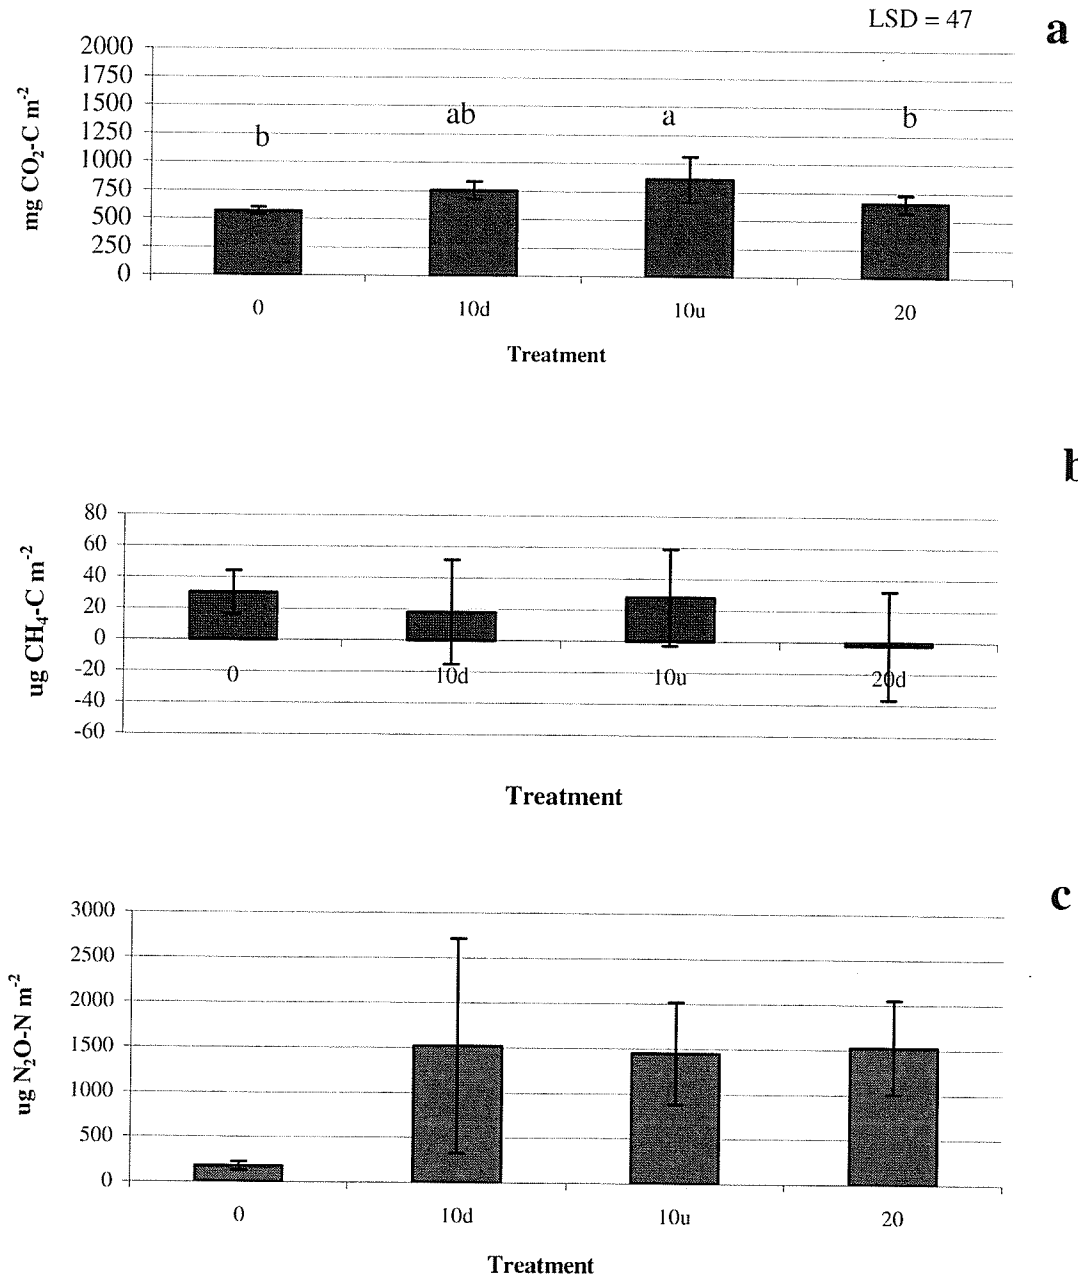 LSD = 47
a
mg CO₂-C m⁻²
2000
1750
1500
1250
1000
750
500
250
0
b
ab
a
b
0 10d 10u 20
Treatment
b
ug CH₄-C m⁻²
80
60
40
20
0
-20
-40
-60
0 10d 10u 20d
Treatment
c
ug N₂O-N m⁻²
3000
2500
2000
1500
1000
500
0
0 10d 10u 20
Treatment